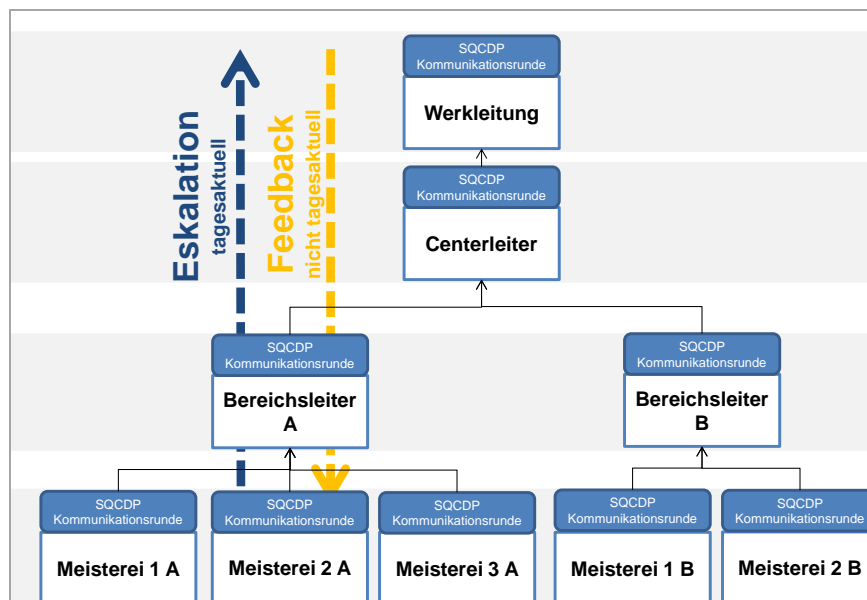 SQCDP
Kommunikationsrunde
Werkleitung
Eskalation
tagesaktuell
Feedback
nicht tagesaktuell
SQCDP
Kommunikationsrunde
Centerleiter
SQCDP
Kommunikationsrunde
Bereichsleiter
A
SQCDP
Kommunikationsrunde
Bereichsleiter
B
SQCDP
Kommunikationsrunde
Meisterei 1 A
SQCDP
Kommunikationsrunde
Meisterei 2 A
SQCDP
Kommunikationsrunde
Meisterei 3 A
SQCDP
Kommunikationsrunde
Meisterei 1 B
SQCDP
Kommunikationsrunde
Meisterei 2 B